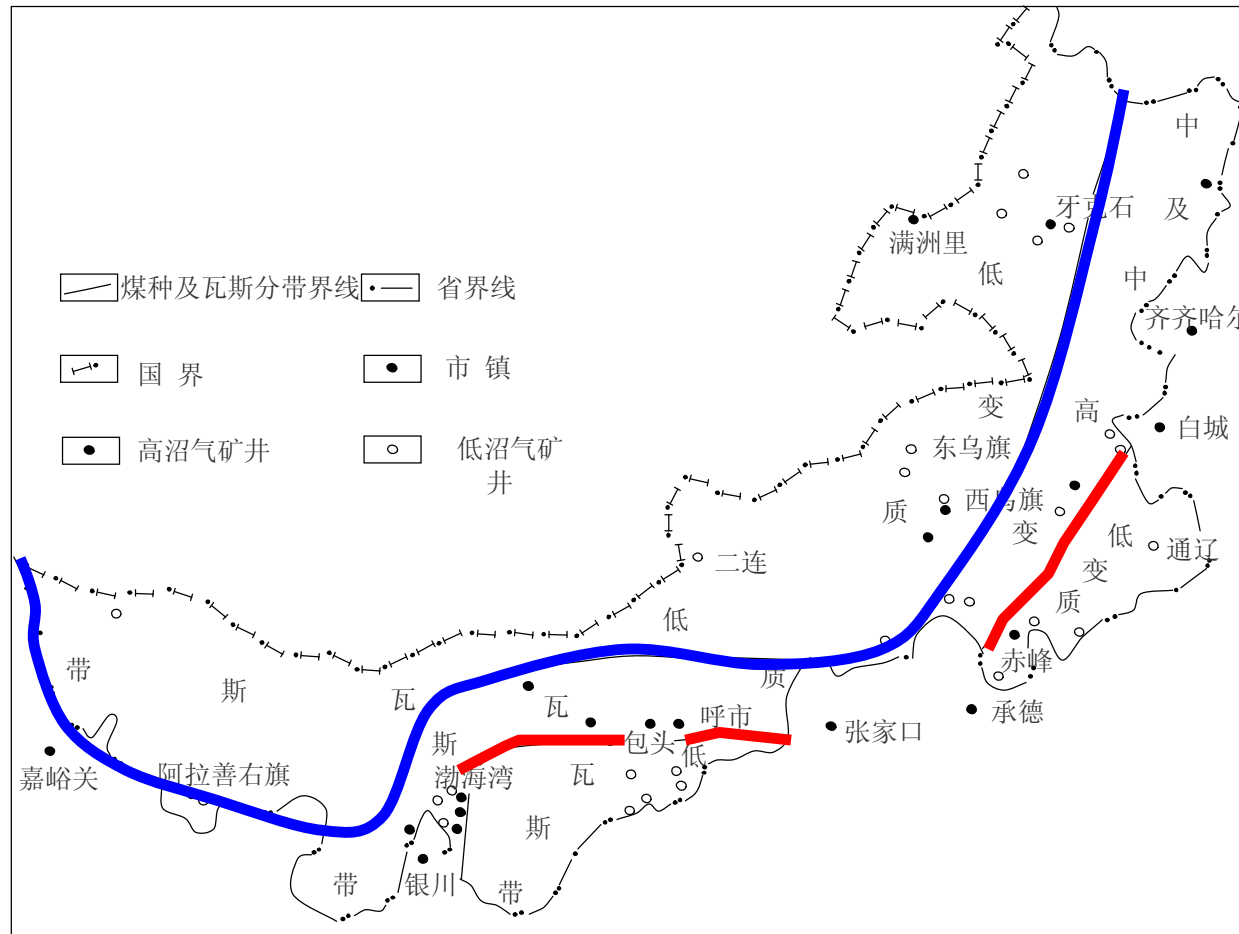 中
及
牙克石
满洲里
低
中
煤种及瓦斯分带界线
省界线
齐齐哈尔
国 界
市 镇
变
高
白城
高沼气矿井
低沼气矿
井
东乌旗
西乌旗
质
变
低
通辽
二连
变
质
低
赤峰
带
斯
瓦
瓦
质
承德
呼市
张家口
斯
包头
低
嘉峪关
阿拉善右旗
渤海湾
瓦
斯
带
银川
带